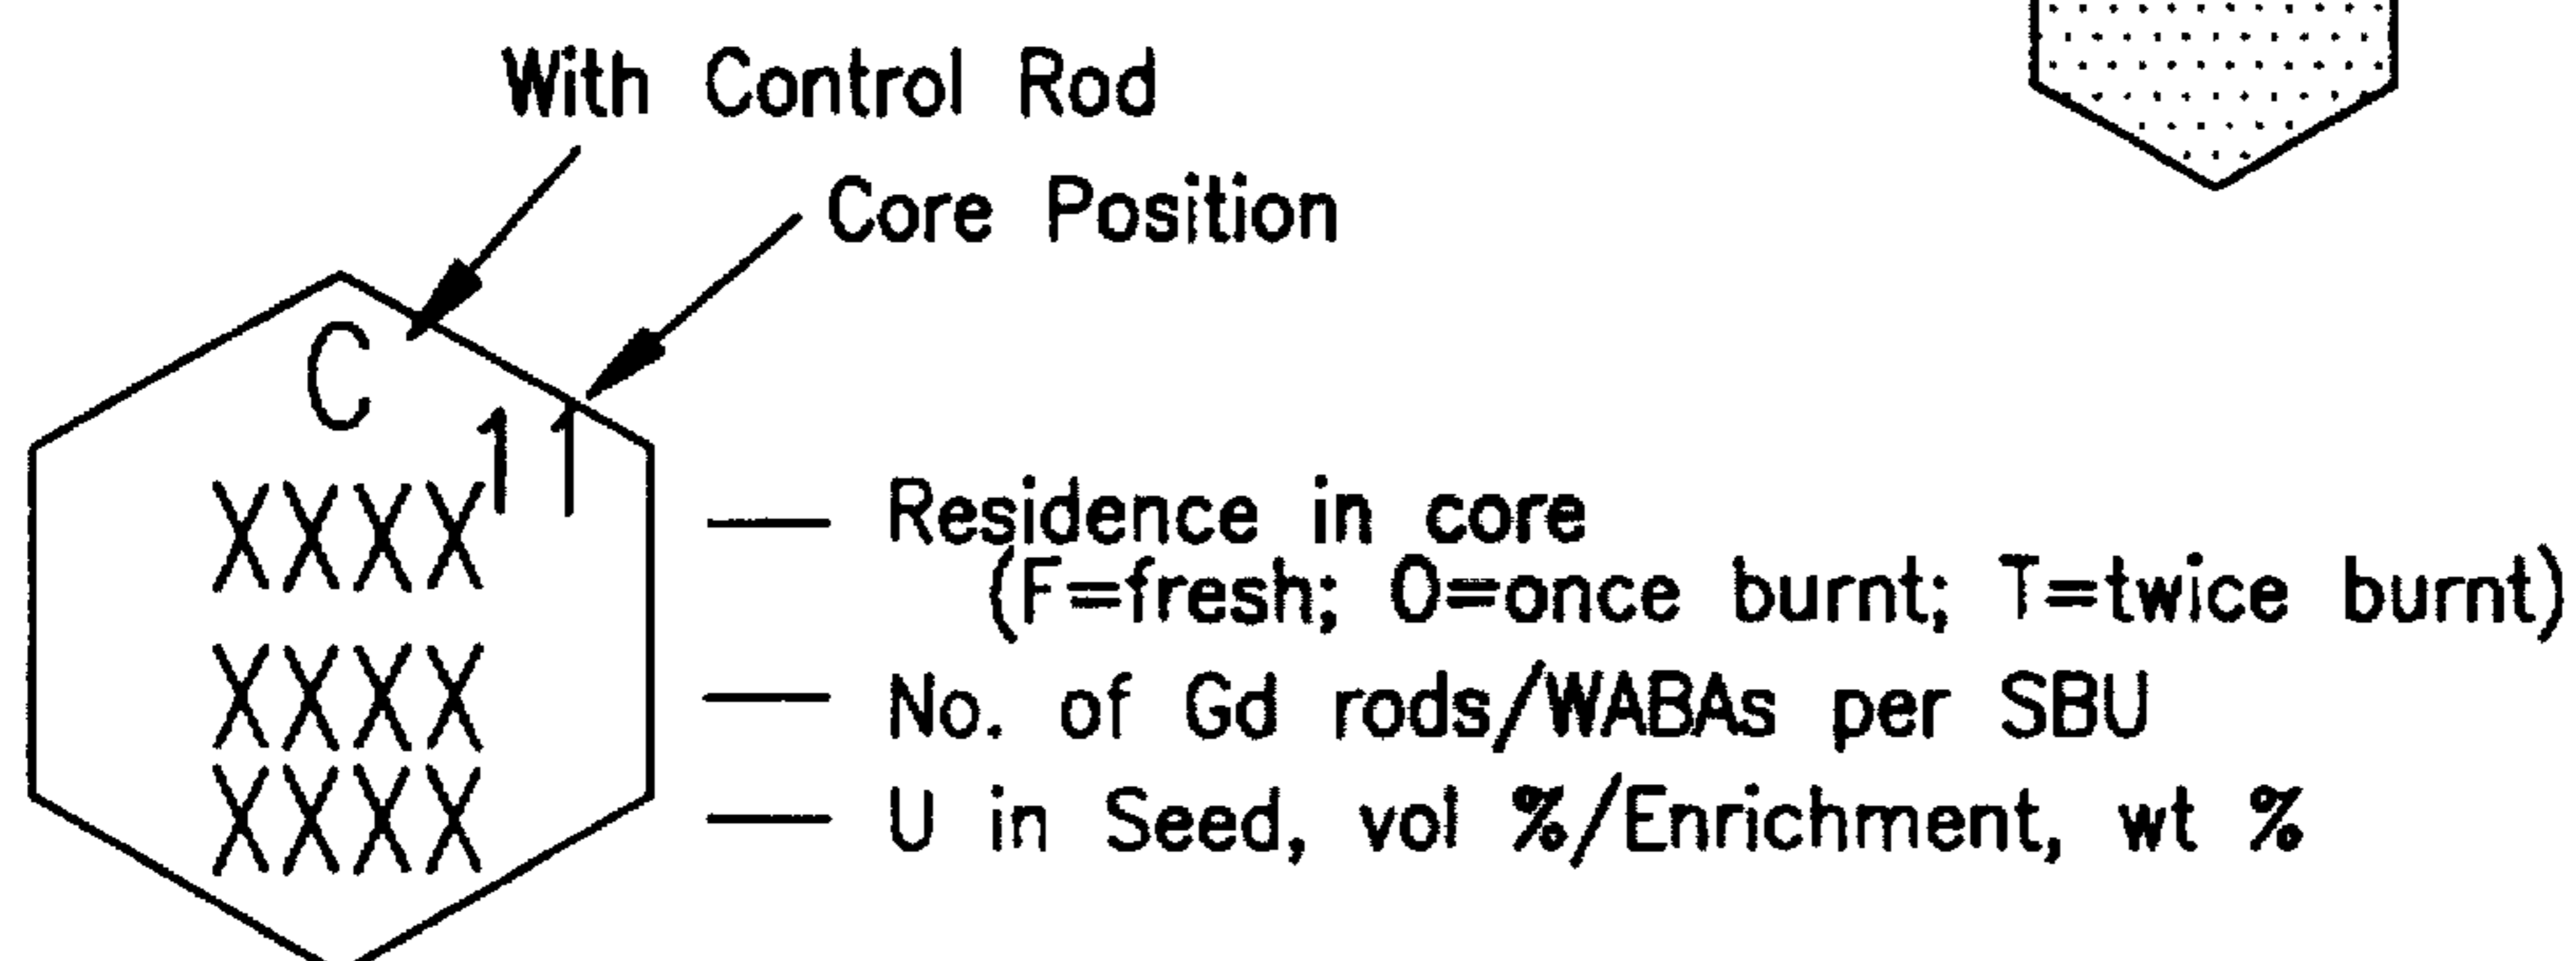 With Control Rod
Core Position
C
11
XXXX — Residence in core
(F=fresh; O=once burnt; T=twice burnt)
XXXX — No. of Gd rods/WABAs per SBU
XXXX — U in Seed, vol %/Enrichment, wt %